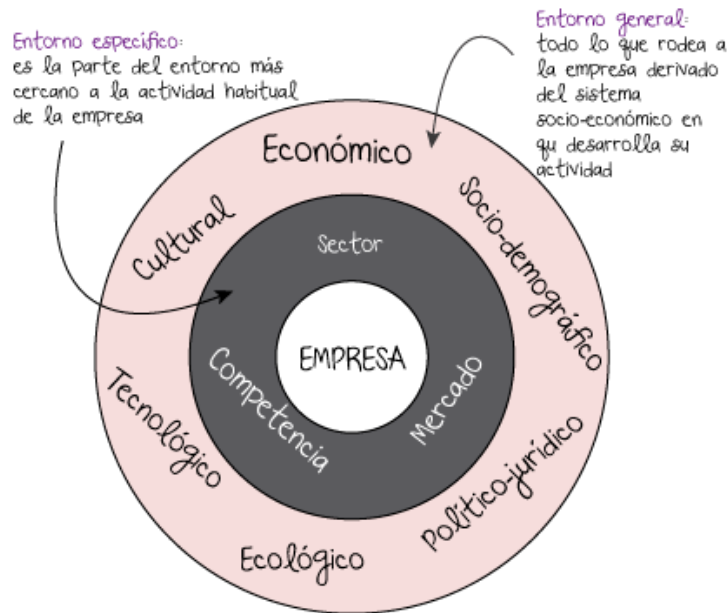 Entorno específico:
es la parte del entorno más
cercano a la actividad habitual
de la empresa
Entorno general:
todo lo que rodea a
la empresa derivado
del sistema
socio-económico en
qu desarrolla su
actividad
Económico
Socio-demográfico
Político-jurídico
Ecológico
Tecnológico
Cultural
Sector
Mercado
Competencia
EMPRESA